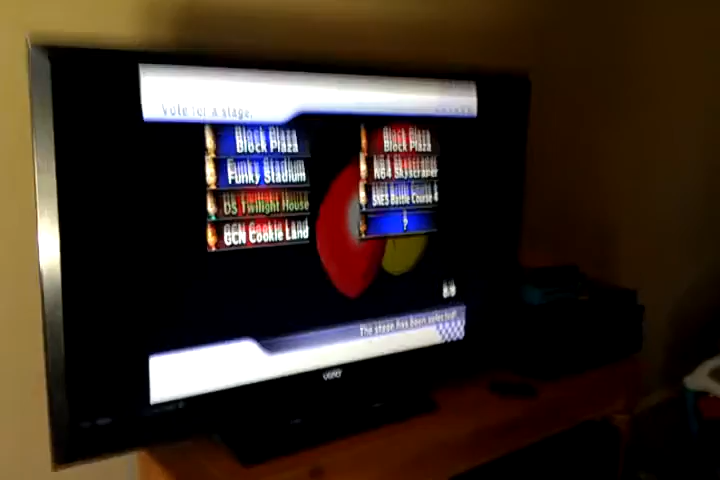 Vote for a stage.
Block Plaza
Funky Stadium
DS Twilight House
GCN Cookie Land
Block Plaza
N64 Skyscraper
SNES Battle Course 4
?
The stage has been selected!
VIZIO